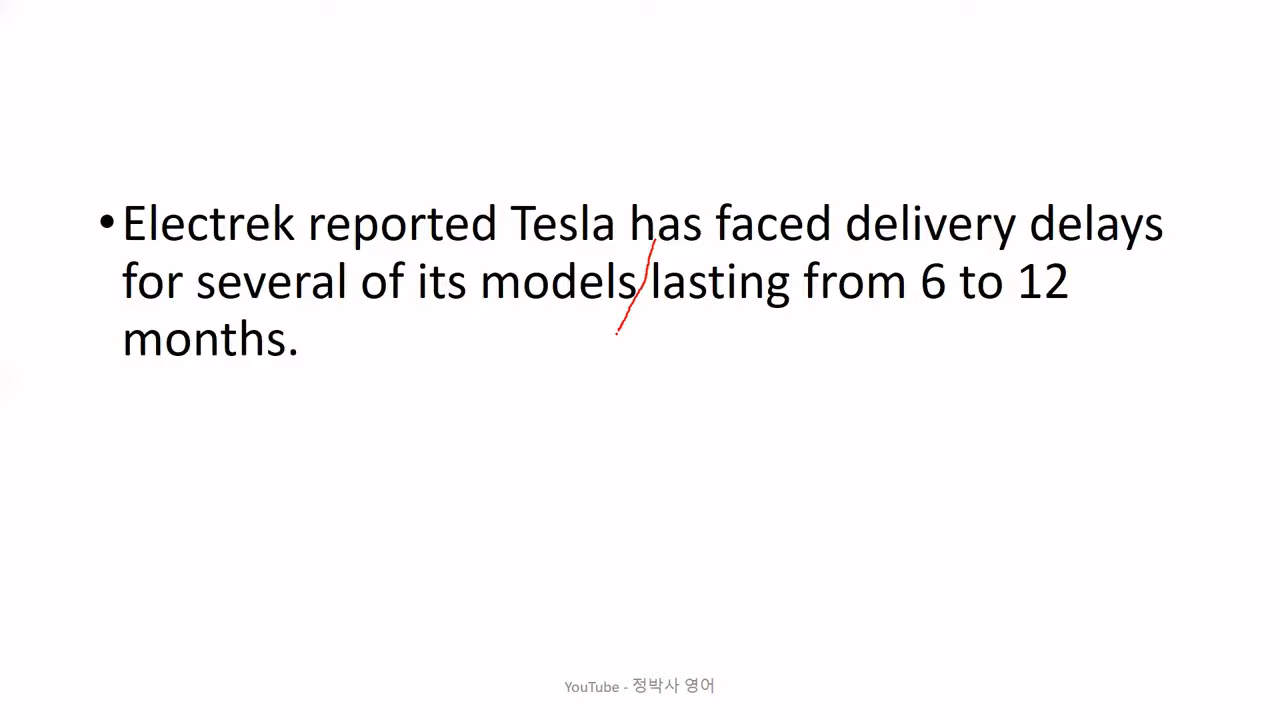 •Electrek reported Tesla has faced delivery delays
for several of its models lasting from 6 to 12
months.
YouTube - 정박사 영어